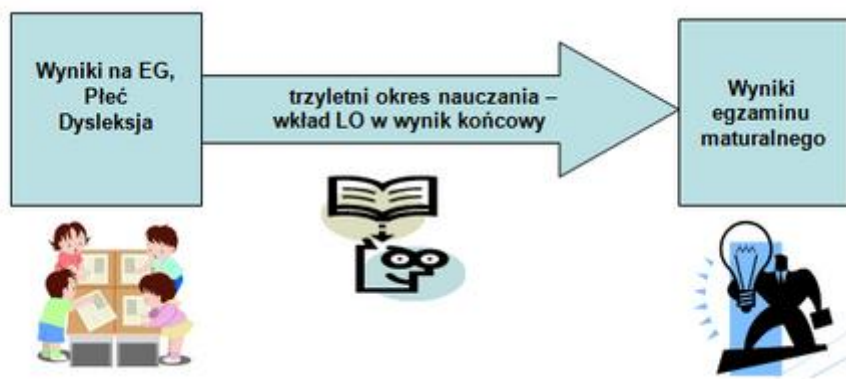 Wyniki na EG,
Płeć
Dysleksja
trzyletni okres nauczania –
wkład LO w wynik końcowy
Wyniki
egzaminu
maturalnego